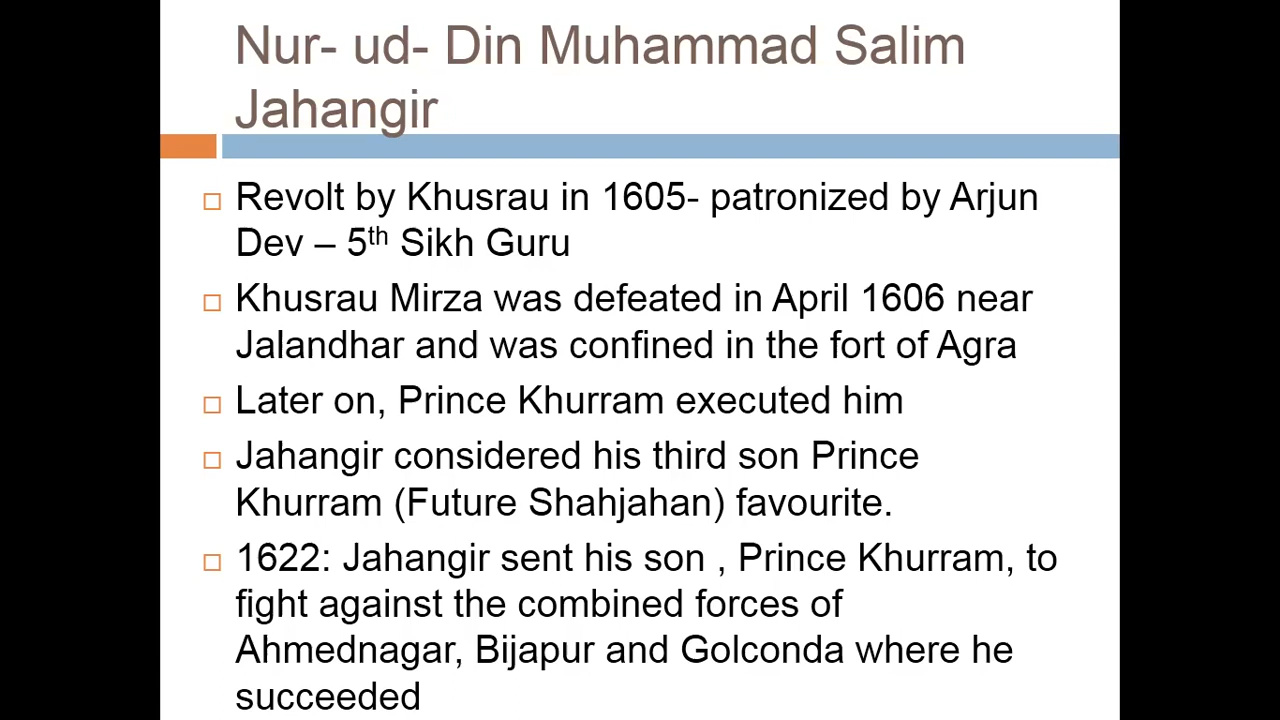 Nur- ud- Din Muhammad Salim
Jahangir
Revolt by Khusrau in 1605- patronized by Arjun
Dev – 5th Sikh Guru
Khusrau Mirza was defeated in April 1606 near
Jalandhar and was confined in the fort of Agra
Later on, Prince Khurram executed him
Jahangir considered his third son Prince
Khurram (Future Shahjahan) favourite.
1622: Jahangir sent his son , Prince Khurram, to
fight against the combined forces of
Ahmednagar, Bijapur and Golconda where he
succeeded